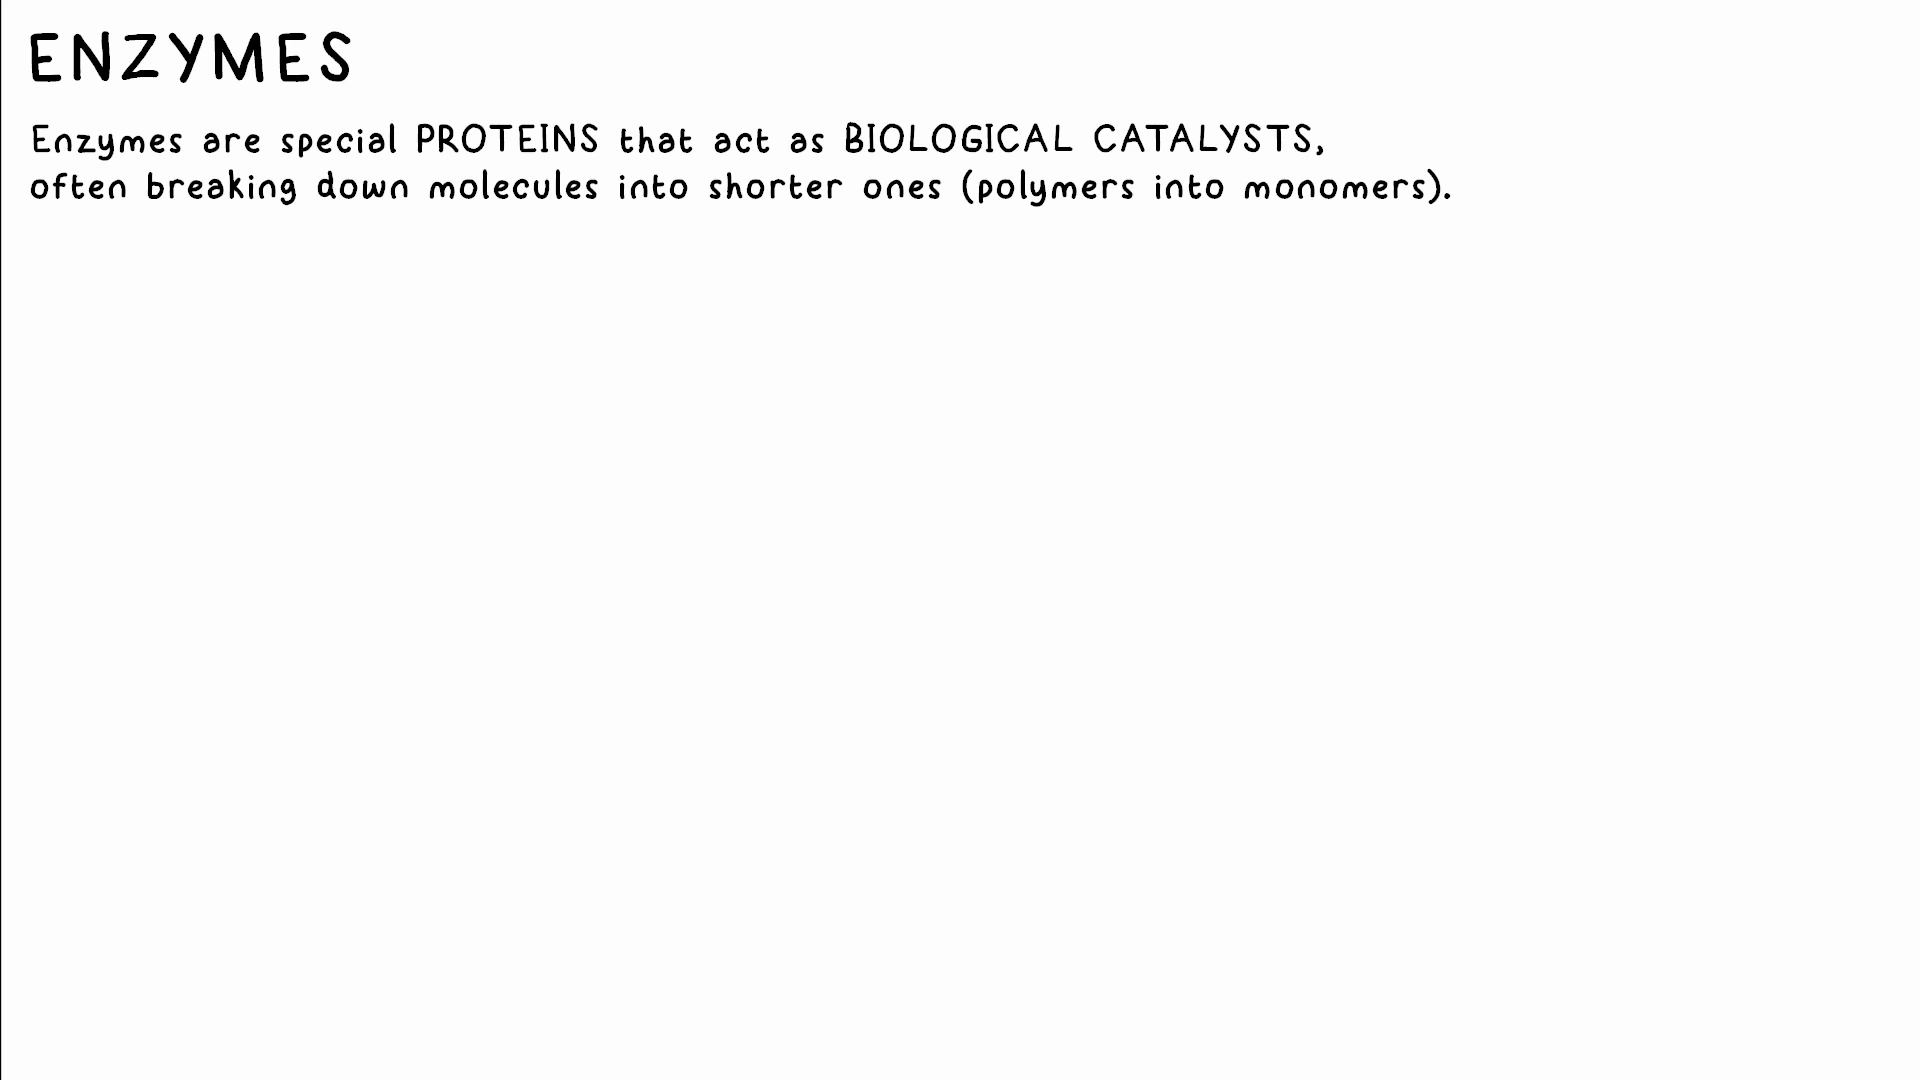 ENZYMES
Enzymes are special PROTEINS that act as BIOLOGICAL CATALYSTS,
often breaking down molecules into shorter ones (polymers into monomers).